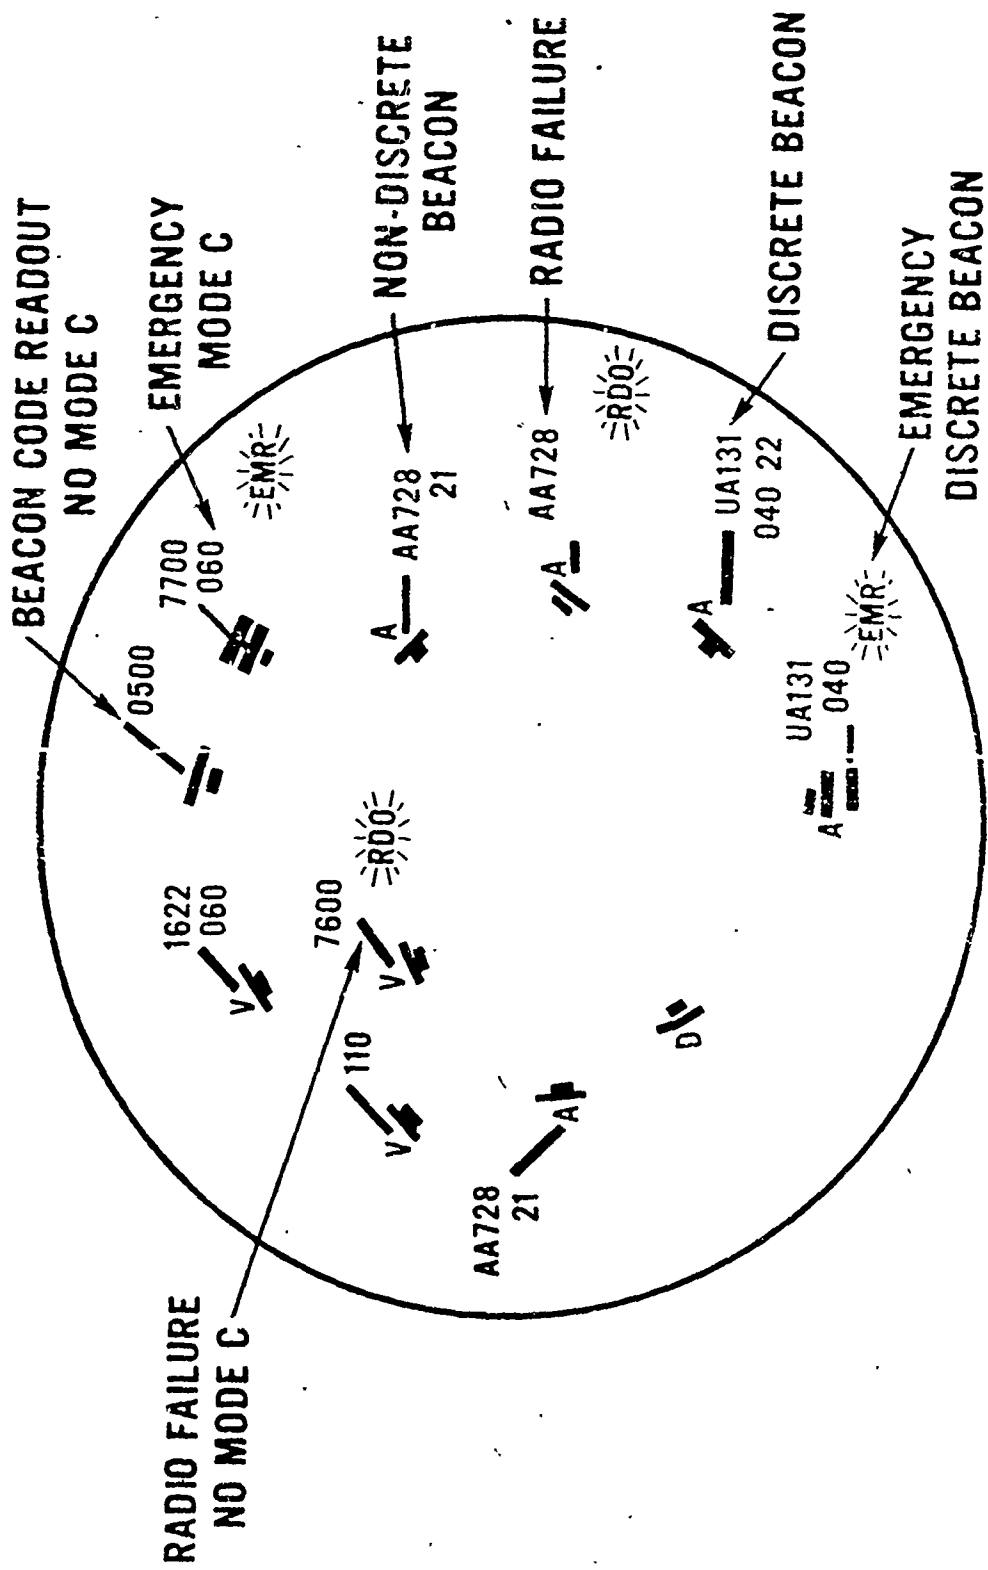 BEACON CODE READOUT
NO MODE C
0500
EMERGENCY
MODE C
7700
060
EMR
RADIO FAILURE
NO MODE C
1622
060
V
7600
V
RDO
110
V
NON-DISCRETE
BEACON
A
AA728
21
AA728
21
A
RADIO FAILURE
AA728
A
RDO
D
DISCRETE BEACON
A
UA131
040 22
UA131
040
A
EMR
EMERGENCY
DISCRETE BEACON